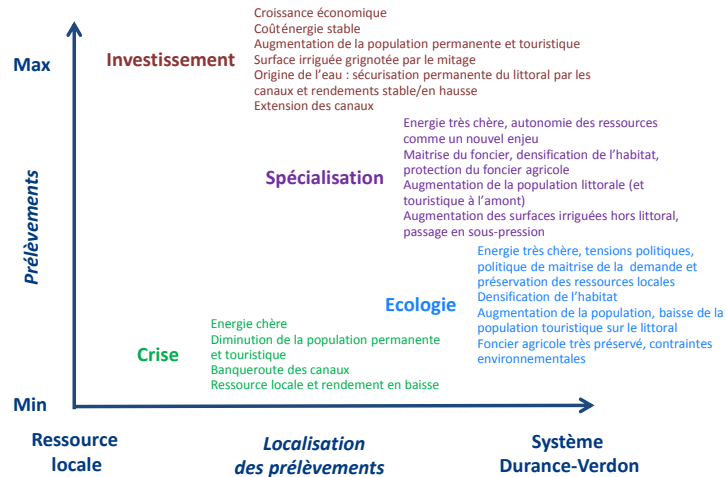 Max
Investissement
Croissance économique
Coûténergie stable
Augmentation de la population permanente et touristique
Surface irriguée grignotée par le mitage
Origine de l'eau : sécurisation permanente du littoral par les
canaux et rendements stable/en hausse
Extension des canaux
Prélèvements
Spécialisation
Energie très chère, autonomie des ressources
comme un nouvel enjeu
Maitrise du foncier, densification de l'habitat,
protection du foncier agricole
Augmentation de la population littorale (et
touristique à l'amont)
Augmentation des surfaces irriguées hors littoral,
passage en sous-pression
Ecologie
Energie très chère, tensions politiques,
politique de maitrise de la demande et
préservation des ressources locales
Densification de l'habitat
Augmentation de la population, baisse de la
population touristique sur le littoral
Foncier agricole très préservé, contraintes
environnementales
Crise
Energie chère
Diminution de la population permanente
et touristique
Banqueroute des canaux
Ressource locale et rendement en baisse
Min
Ressource
locale
Localisation
des prélèvements
Système
Durance-Verdon